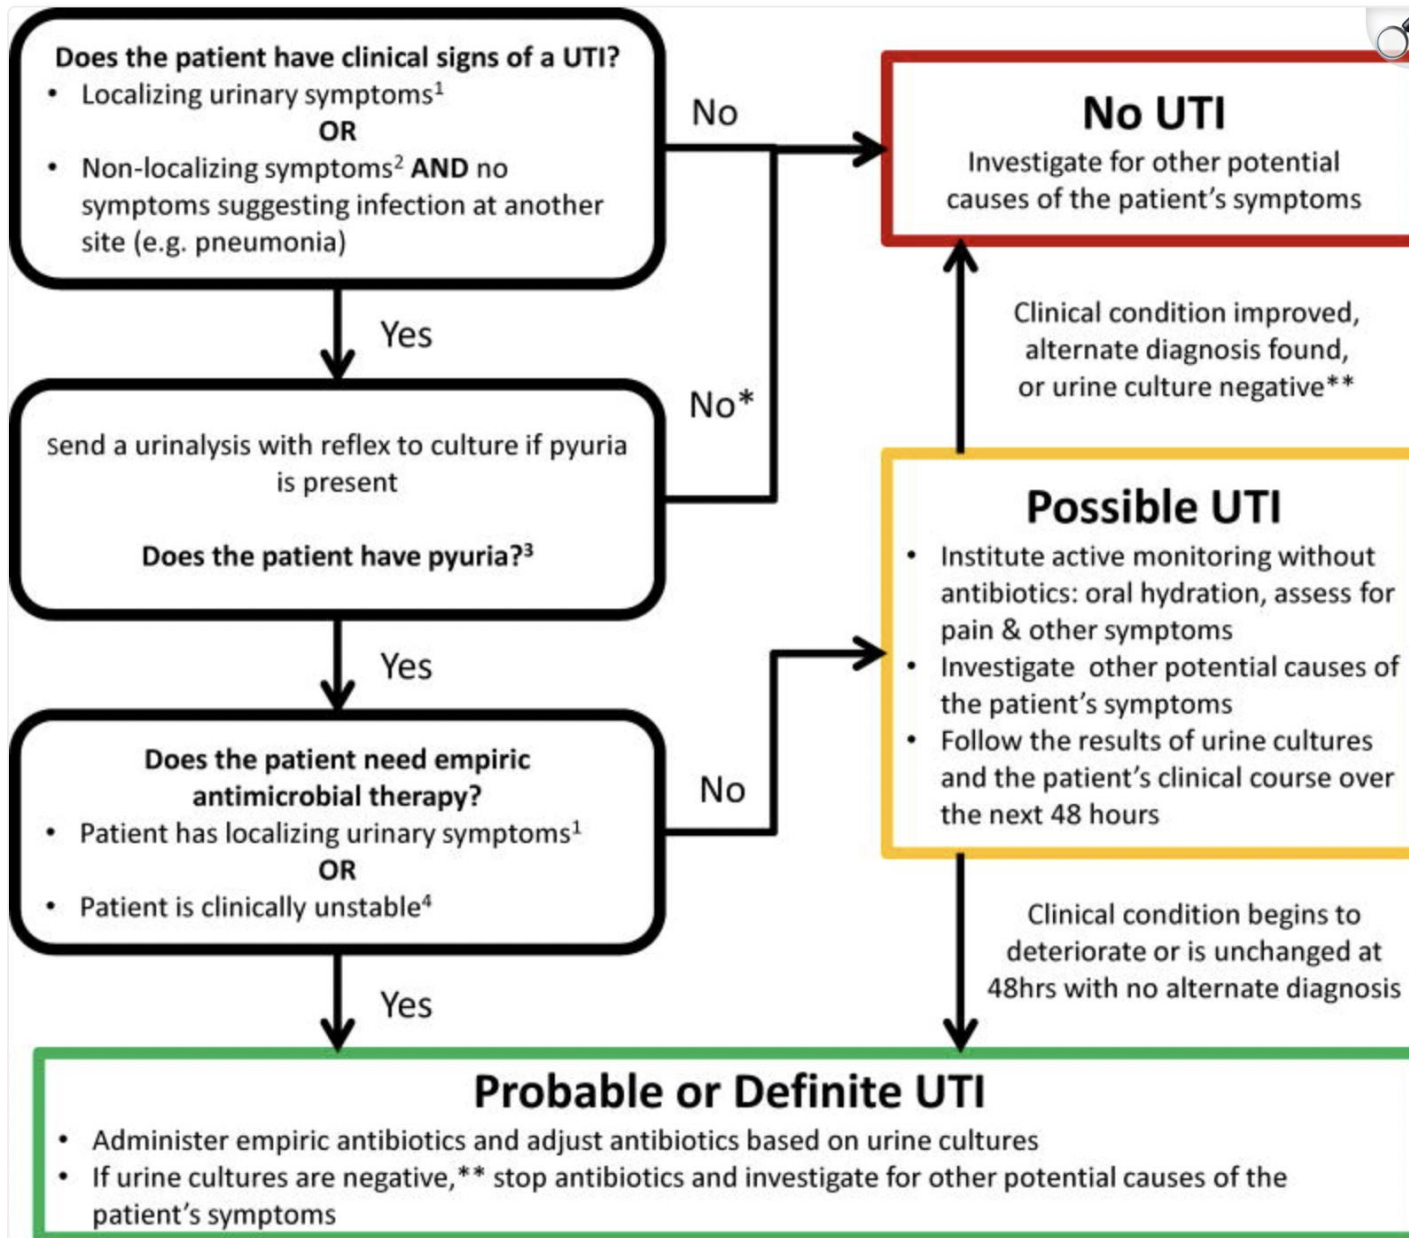 Does the patient have clinical signs of a UTI?
• Localizing urinary symptoms¹
OR
• Non-localizing symptoms² AND no
symptoms suggesting infection at another
site (e.g. pneumonia)
No
No UTI
Investigate for other potential
causes of the patient's symptoms
Yes
Clinical condition improved,
alternate diagnosis found,
or urine culture negative**
Send a urinalysis with reflex to culture if pyuria
is present
Does the patient have pyuria?³
No*
Yes
Possible UTI
• Institute active monitoring without
antibiotics: oral hydration, assess for
pain & other symptoms
• Investigate other potential causes of
the patient's symptoms
• Follow the results of urine cultures
and the patient's clinical course over
the next 48 hours
Does the patient need empiric
antimicrobial therapy?
• Patient has localizing urinary symptoms¹
OR
• Patient is clinically unstable⁴
No
Yes
Clinical condition begins to
deteriorate or is unchanged at
48hrs with no alternate diagnosis
Probable or Definite UTI
• Administer empiric antibiotics and adjust antibiotics based on urine cultures
• If urine cultures are negative,** stop antibiotics and investigate for other potential causes of the
patient's symptoms